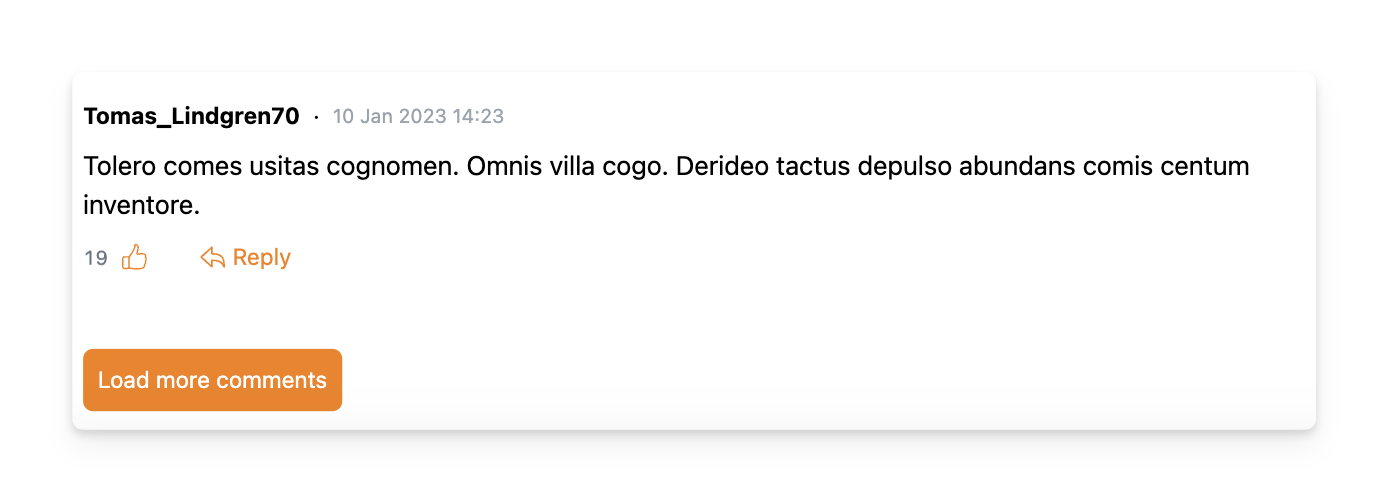 Tomas_Lindgren70 · 10 Jan 2023 14:23
Tolero comes usitas cognomen. Omnis villa cogo. Derideo tactus depulso abundans comis centum
inventore.
19 Reply
Load more comments